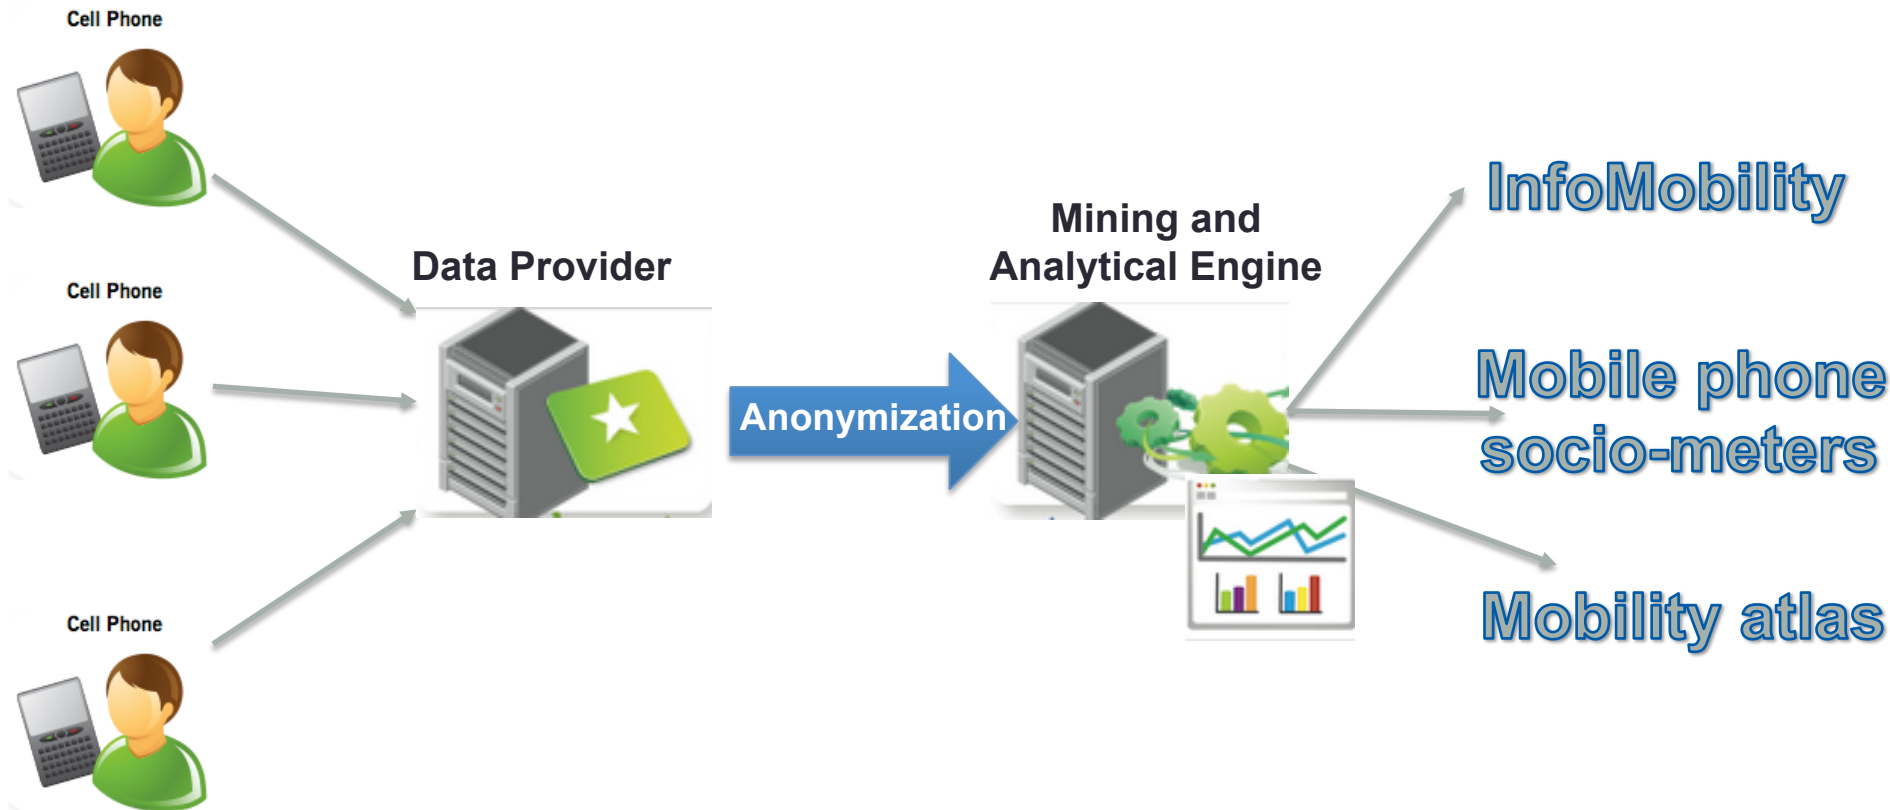 Cell Phone
Cell Phone
Cell Phone
Data Provider
Anonymization
Mining and
Analytical Engine
InfoMobility
Mobile phone
socio-meters
Mobility atlas